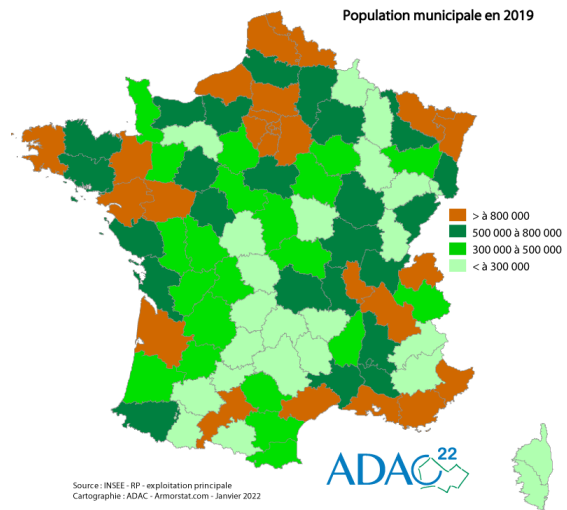 Population municipale en 2019
> à 800 000
500 000 à 800 000
300 000 à 500 000
< à 300 000
ADAC 22
Source : INSEE - RP - exploitation principale
Cartographie : ADAC - Armorstat.com - Janvier 2022